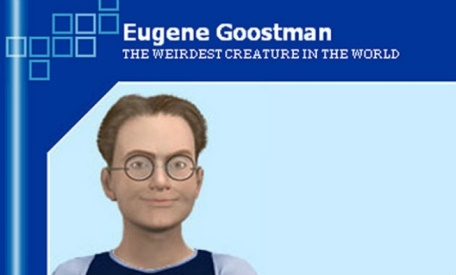 Eugene Goostman
THE WEIRDEST CREATURE IN THE WORLD